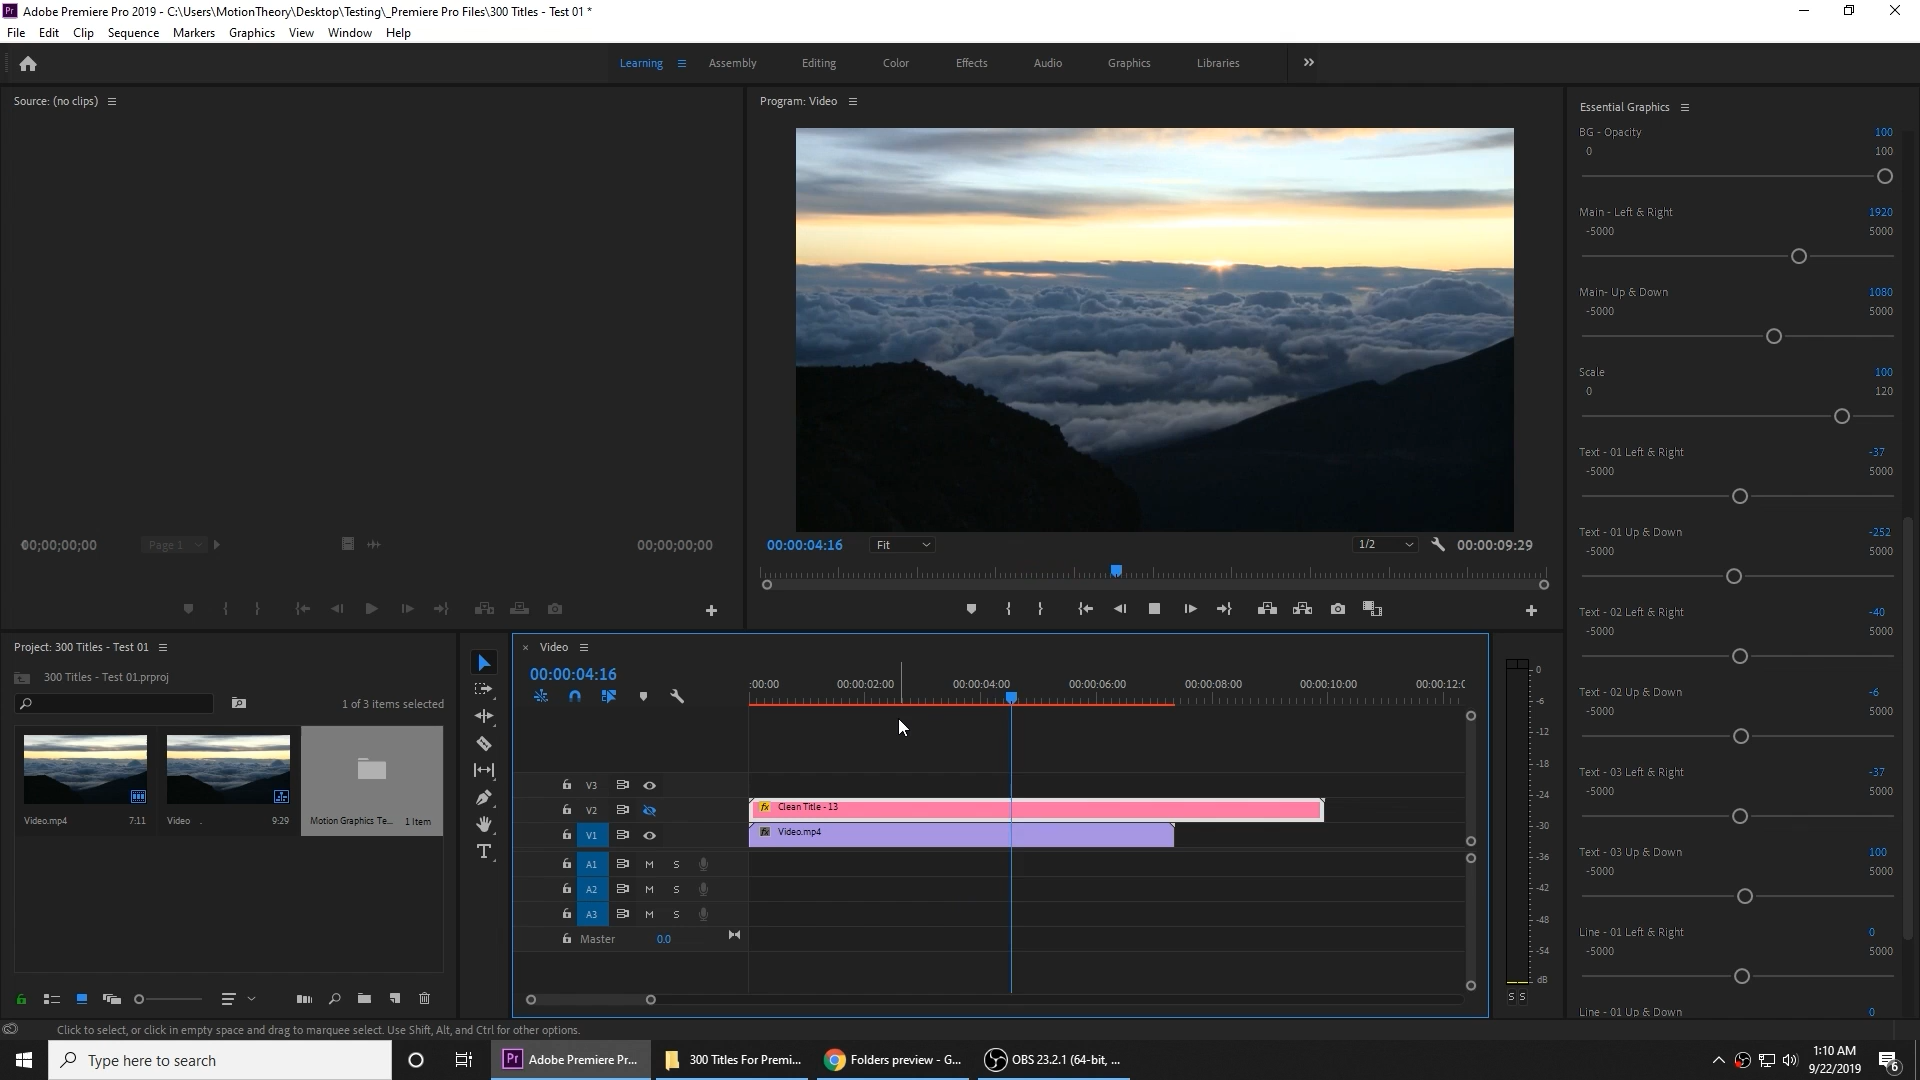 Adobe Premiere Pro 2019 - C:\Users\MotionTheory\Desktop\Testing\_Premiere Pro Files\300 Titles - Test 01 *
File Edit Clip Sequence Markers Graphics View Window Help
Learning Assembly Editing Color Effects Audio Graphics Libraries
Source: (no clips)
Program: Video
Essential Graphics
BG - Opacity 100
0 100
Main - Left & Right 1920
-5000 5000
Main- Up & Down 1080
-5000 5000
Scale 100
0 120
Text - 01 Left & Right -37
-5000 5000
Text - 01 Up & Down -252
-5000 5000
Text - 02 Left & Right -40
-5000 5000
Text - 02 Up & Down -6
-5000 5000
Text - 03 Left & Right -37
-5000 5000
Text - 03 Up & Down 100
-5000 5000
Line - 01 Left & Right 0
-5000 5000
Line - 01 Up & Down 0
00;00;00;00 Page 1 00;00;00;00
00:00:04:16 Fit 1/2 00:00:09:29
Project: 300 Titles - Test 01
300 Titles - Test 01.prproj
1 of 3 items selected
Video.mp4 7:11
Video 9:29
Motion Graphics Te... 1 Item
Video
00:00:04:16
:00:00 00:00:02:00 00:00:04:00 00:00:06:00 00:00:08:00 00:00:10:00 00:00:12:0
V3
V2 fx Clean Title - 13
V1 fx Video.mp4
A1 M S
A2 M S
A3 M S
Master 0.0
0
-6
-12
-18
-24
-30
-36
-42
-48
-54
dB
S S
Click to select, or click in empty space and drag to marquee select. Use Shift, Alt, and Ctrl for other options.
Type here to search
Pr Adobe Premiere Pr...
300 Titles For Premi...
Folders preview - G...
OBS 23.2.1 (64-bit, ...
1:10 AM
9/22/2019
6